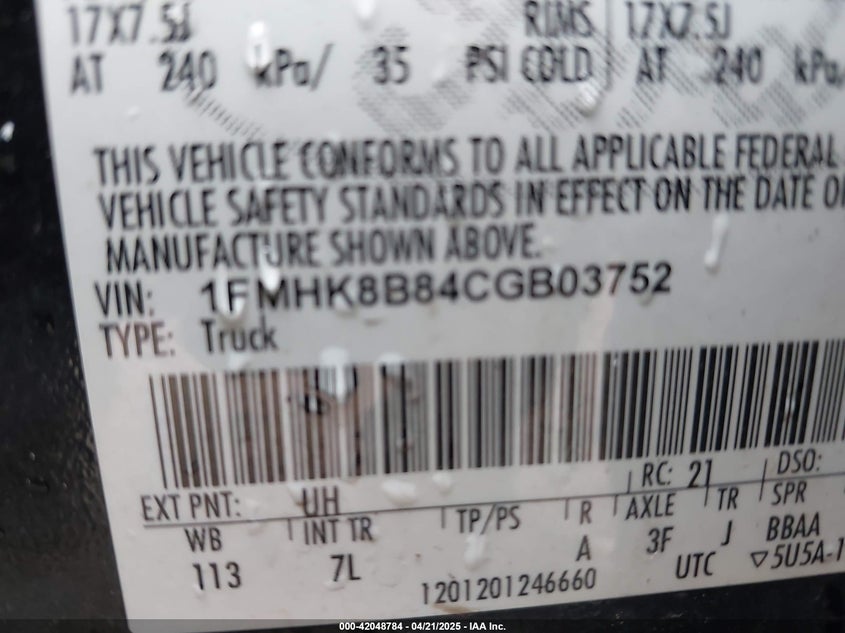 17X7.5J RIMS 17X7.5J
AT 240 kPa/ 35 PSI COLD AT 240 kPa/
THIS VEHICLE CONFORMS TO ALL APPLICABLE FEDERAL
VEHICLE SAFETY STANDARDS IN EFFECT ON THE DATE OF
MANUFACTURE SHOWN ABOVE.
VIN: 1FMHK8B84CGB03752
TYPE: Truck
RC: 21 DSO:
EXT PNT: UH
WB INT TR TP/PS R AXLE TR SPR
113 7L A 3F J BBAA
1201201246660 UTC ▽5U5A-1
000-42048784 - 04/21/2025 - IAA Inc.